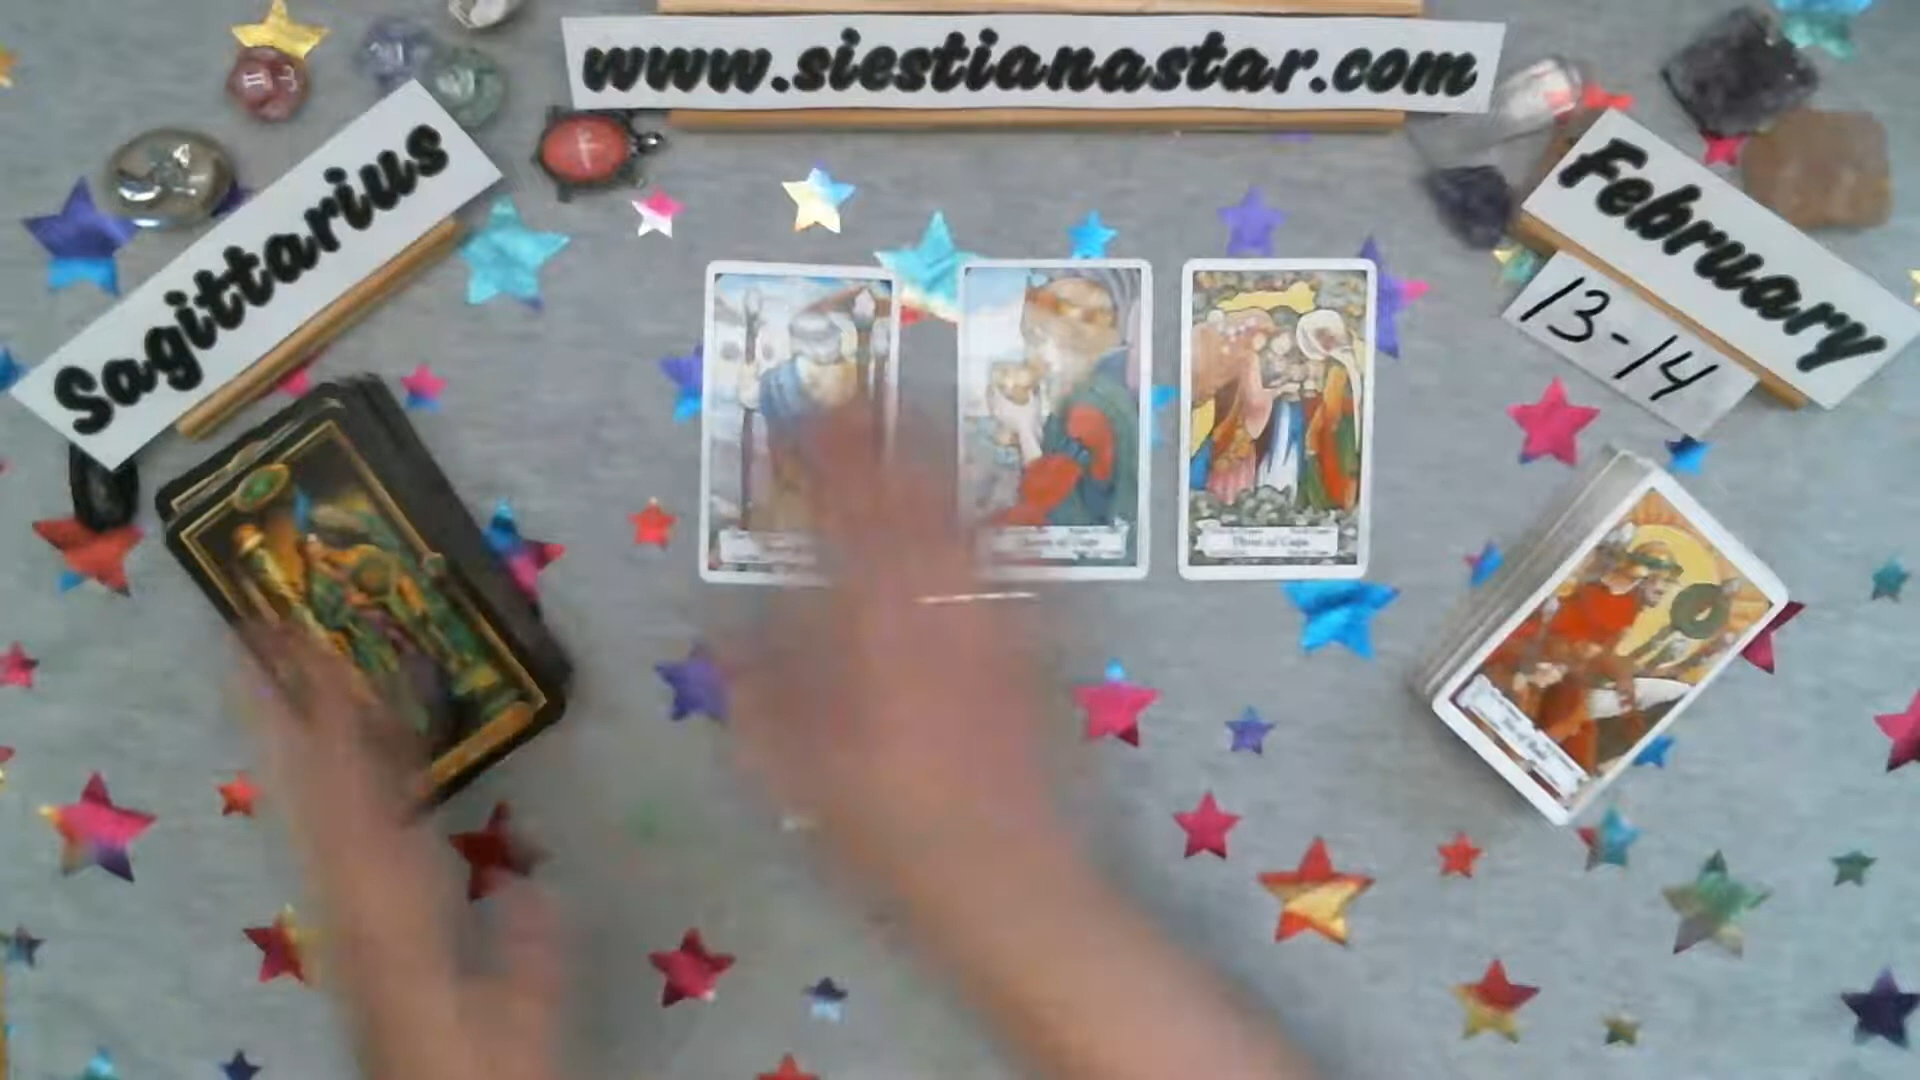 www.siestianastar.com
Sagittarius
February
13-14
Three of Cups